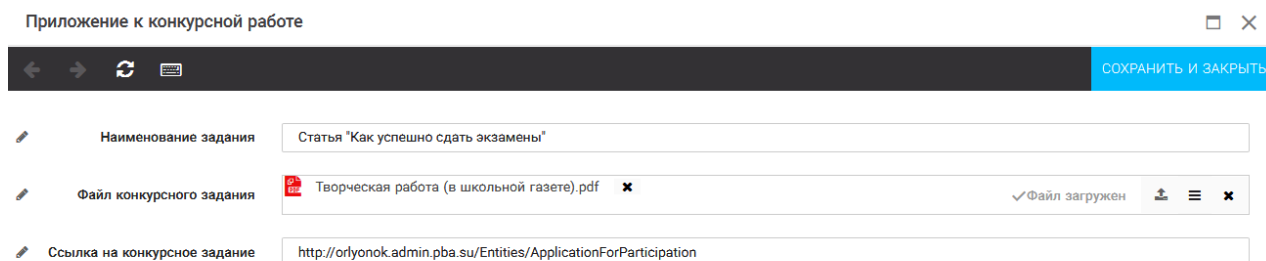 Приложение к конкурсной работе
СОХРАНИТЬ И ЗАКРЫТЬ
Наименование задания Статья "Как успешно сдать экзамены"
Файл конкурсного задания Творческая работа (в школьной газете).pdf Файл загружен
Ссылка на конкурсное задание http://orlyonok.admin.pba.su/Entities/ApplicationForParticipation